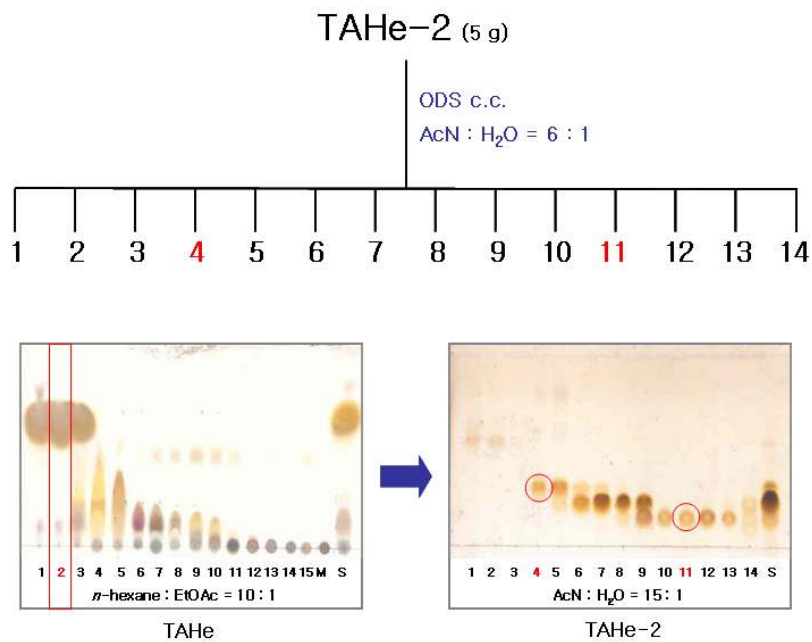 TAHe-2 (5 g)
ODS c.c.
AcN : H₂O = 6 : 1
1 2 3 4 5 6 7 8 9 10 11 12 13 14
1 2 3 4 5 6 7 8 9 10 11 12 13 14 15 M S
n-hexane : EtOAc = 10 : 1
TAHe
1 2 3 4 5 6 7 8 9 10 11 12 13 14 S
AcN : H₂O = 15 : 1
TAHe-2